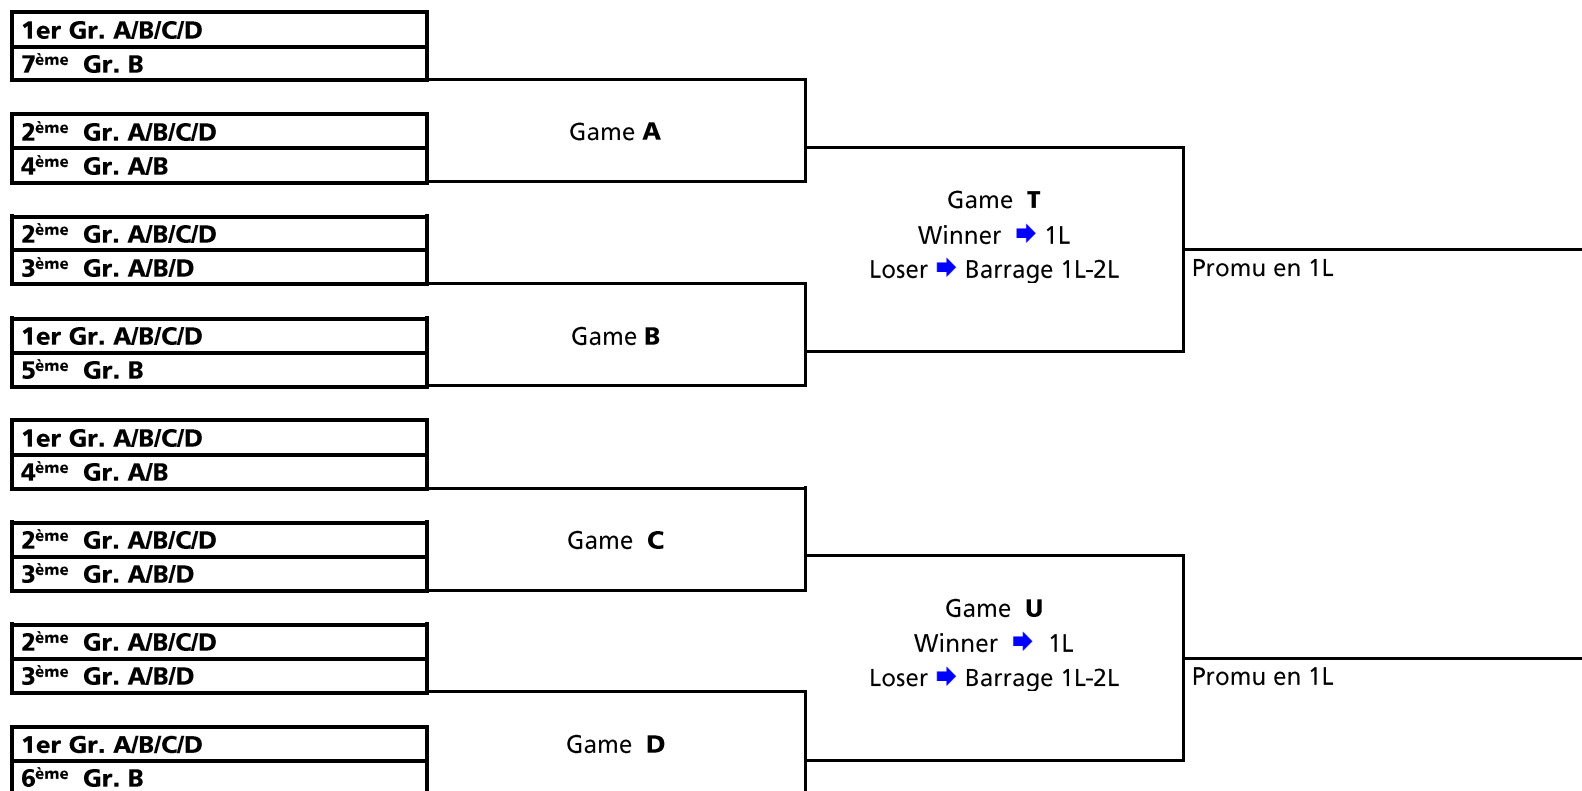 1er Gr. A/B/C/D
7ème Gr. B
2ème Gr. A/B/C/D
4ème Gr. A/B
Game A
2ème Gr. A/B/C/D
3ème Gr. A/B/D
1er Gr. A/B/C/D
5ème Gr. B
Game B
Game T
Winner ➡ 1L
Loser ➡ Barrage 1L-2L
Promu en 1L
1er Gr. A/B/C/D
4ème Gr. A/B
2ème Gr. A/B/C/D
3ème Gr. A/B/D
Game C
2ème Gr. A/B/C/D
3ème Gr. A/B/D
1er Gr. A/B/C/D
6ème Gr. B
Game D
Game U
Winner ➡ 1L
Loser ➡ Barrage 1L-2L
Promu en 1L